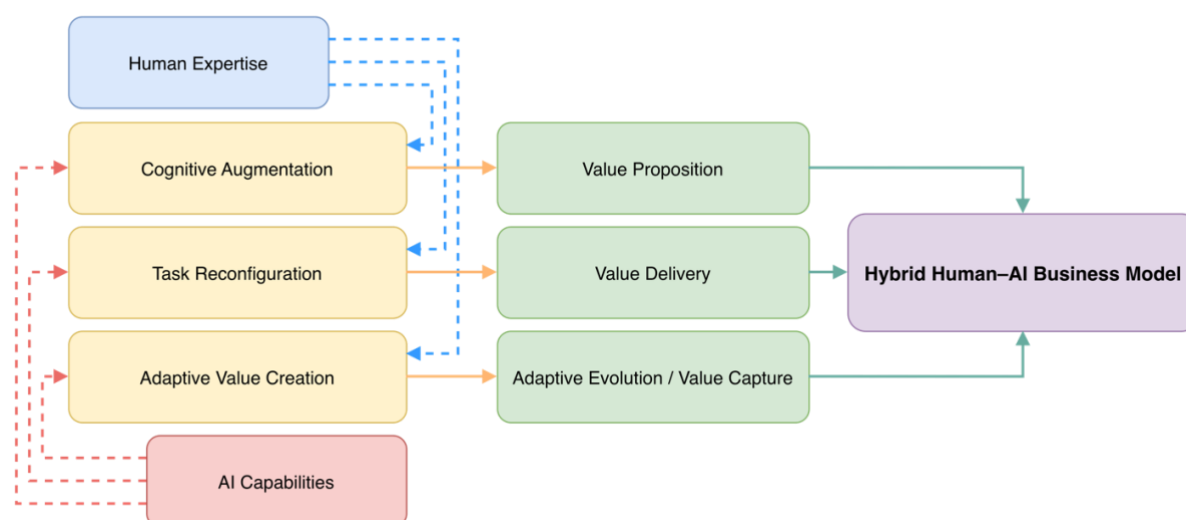 Human Expertise
Cognitive Augmentation
Value Proposition
Task Reconfiguration
Value Delivery
Hybrid Human–AI Business Model
Adaptive Value Creation
Adaptive Evolution / Value Capture
AI Capabilities